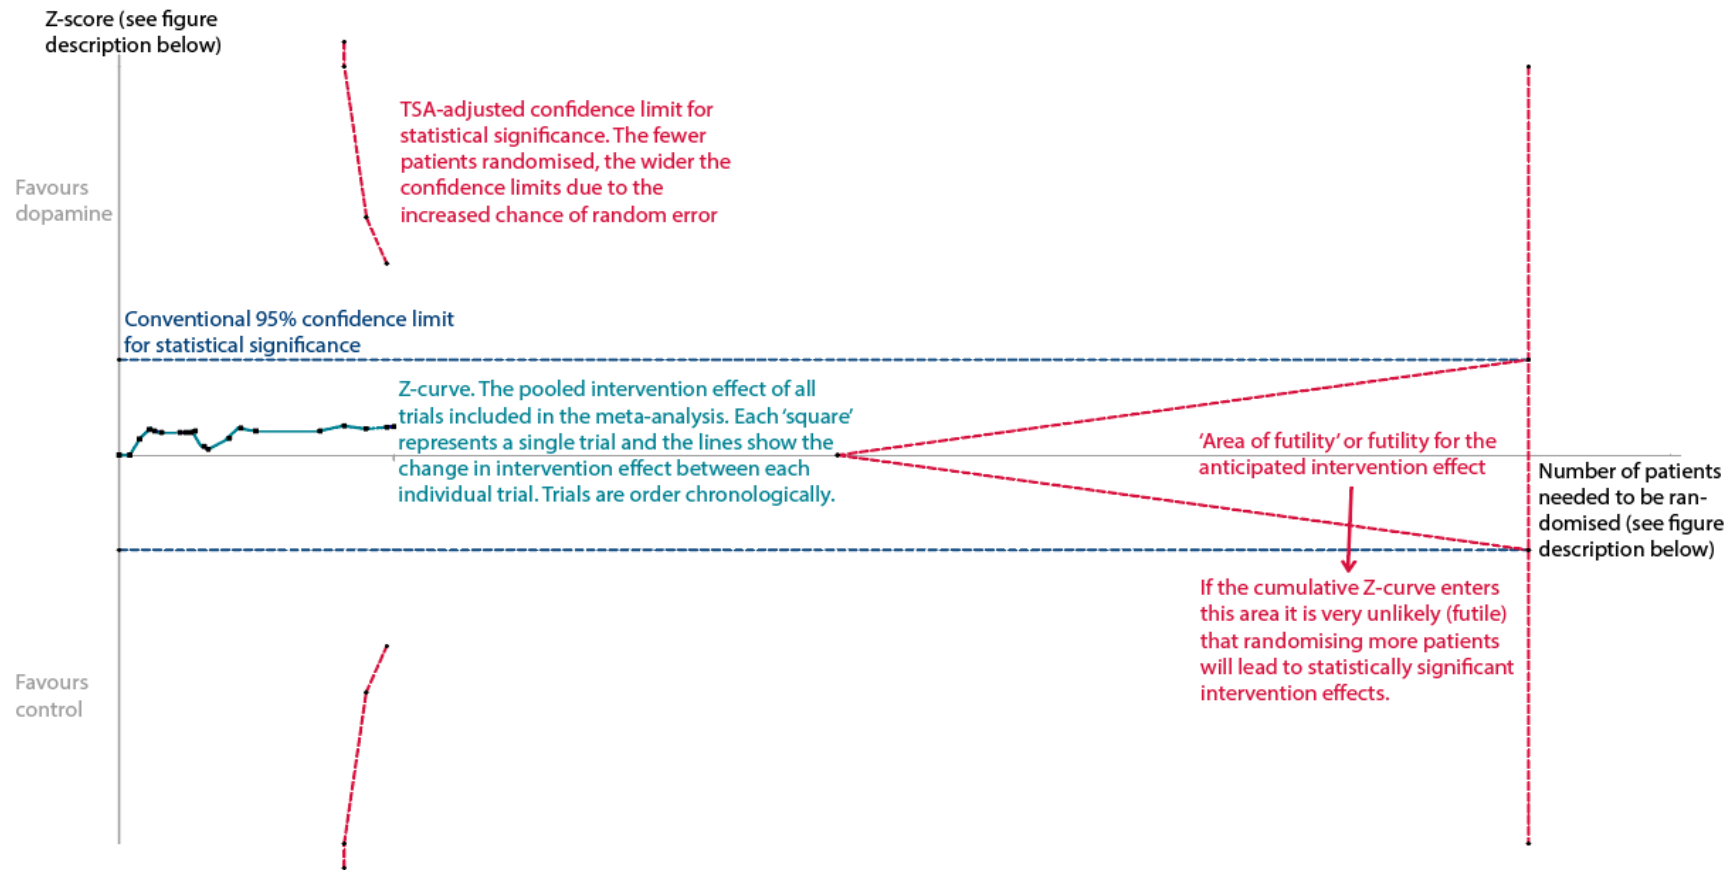 Z-score (see figure
description below)
TSA-adjusted confidence limit for
statistical significance. The fewer
patients randomised, the wider the
confidence limits due to the
increased chance of random error
Favours
dopamine
Conventional 95% confidence limit
for statistical significance
Z-curve. The pooled intervention effect of all
trials included in the meta-analysis. Each ‘square’
represents a single trial and the lines show the
change in intervention effect between each
individual trial. Trials are order chronologically.
‘Area of futility’ or futility for the
anticipated intervention effect
Number of patients
needed to be ran-
domised (see figure
description below)
If the cumulative Z-curve enters
this area it is very unlikely (futile)
that randomising more patients
will lead to statistically significant
intervention effects.
Favours
control